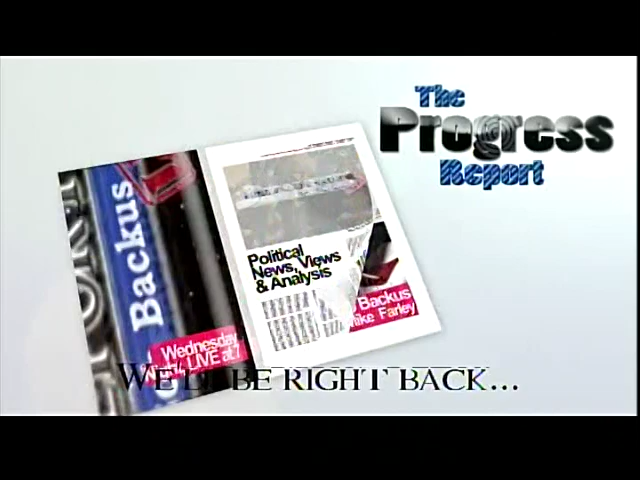 The
Progress
Report
Backus
Wednesday
LIVE at 7
Political
News, Views
& Analysis
Backus
Mike Farley
WE'LL BE RIGHT BACK...